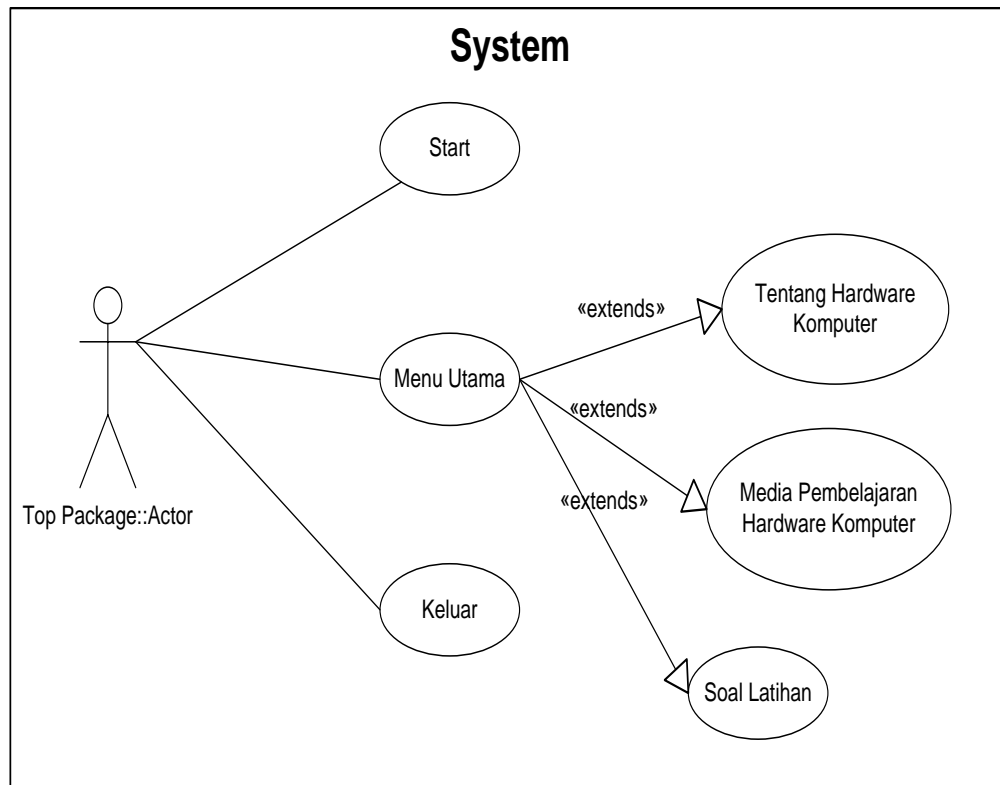 System
Start
Tentang Hardware
Komputer
«extends»
Menu Utama
«extends»
Media Pembelajaran
Hardware Komputer
«extends»
Top Package::Actor
Keluar
Soal Latihan